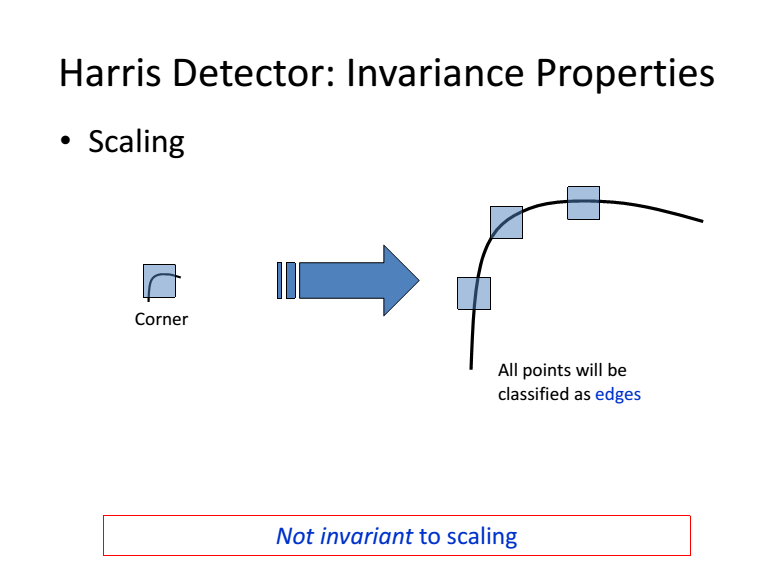 Harris Detector: Invariance Properties
• Scaling
Corner
All points will be
classified as edges
Not invariant to scaling